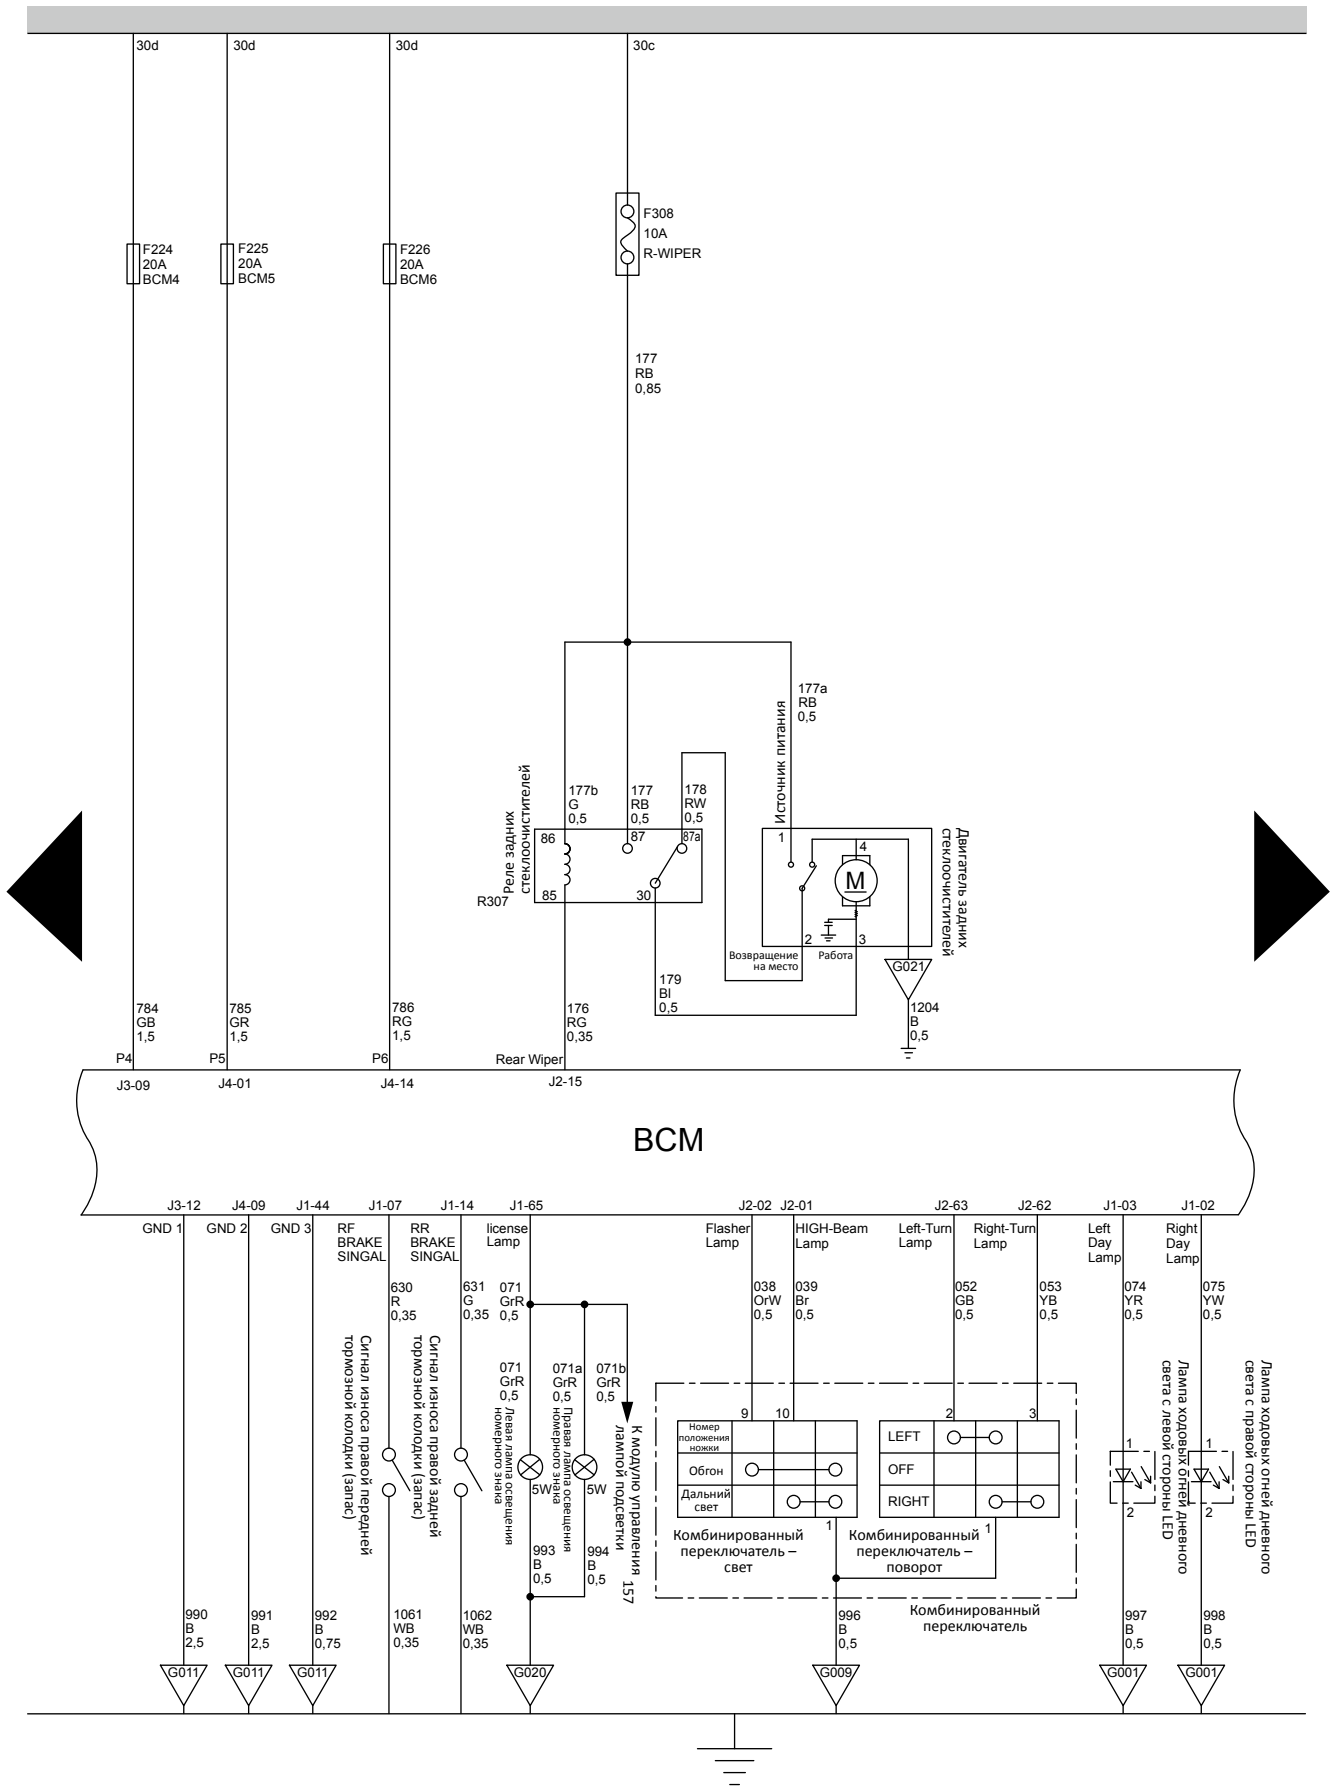 30d
30d
30d
30c
F308
10A
R-WIPER
F224
20A
BCM4
F225
20A
BCM5
F226
20A
BCM6
177
RB
0,85
177a
RB
0,5
Источник питания
Реле задних
стеклоочистителей
R307
177b
G
0,5
177
RB
0,5
178
RW
0,5
86
87
87a
85
30
1
4
M
2
3
Двигатель задних
стеклоочистителей
Возвращение
на место
Работа
G021
179
Bl
0,5
1204
B
0,5
784
GB
1,5
785
GR
1,5
786
RG
1,5
176
RG
0,35
P4
P5
P6
Rear Wiper
J3-09
J4-01
J4-14
J2-15
BCM
J3-12
J4-09
J1-44
J1-07
J1-14
J1-65
J2-02
J2-01
J2-63
J2-62
J1-03
J1-02
GND 1
GND 2
GND 3
RF
BRAKE
SINGAL
RR
BRAKE
SINGAL
license
Lamp
Flasher
Lamp
HIGH-Beam
Lamp
Left-Turn
Lamp
Right-Turn
Lamp
Left
Day
Lamp
Right
Day
Lamp
630
R
0,35
631
G
0,35
071
GrR
0,5
038
OrW
0,5
039
Br
0,5
052
GB
0,5
053
YB
0,5
074
YR
0,5
075
YW
0,5
Сигнал износа правой передней
тормозной колодки (запас)
Сигнал износа правой задней
тормозной колодки (запас)
071
GrR
0,5
071a
GrR
0,5
071b
GrR
0,5
Левая лампа освещения
номерного знака
Правая лампа освещения
номерного знака
К модулю управления
лампой подсветки
157
5W
5W
9
10
Номер
положения
ножки
Обгон
Дальний
свет
1
Комбинированный
переключатель –
свет
2
3
LEFT
OFF
RIGHT
1
Комбинированный
переключатель –
поворот
Комбинированный
переключатель
1
2
Лампа ходовых огней дневного
света с левой стороны LED
1
2
Лампа ходовых огней дневного
света с правой стороны LED
993
B
0,5
994
B
0,5
990
B
2,5
991
B
2,5
992
B
0,75
1061
WB
0,35
1062
WB
0,35
996
B
0,5
997
B
0,5
998
B
0,5
G011
G011
G011
G020
G009
G001
G001